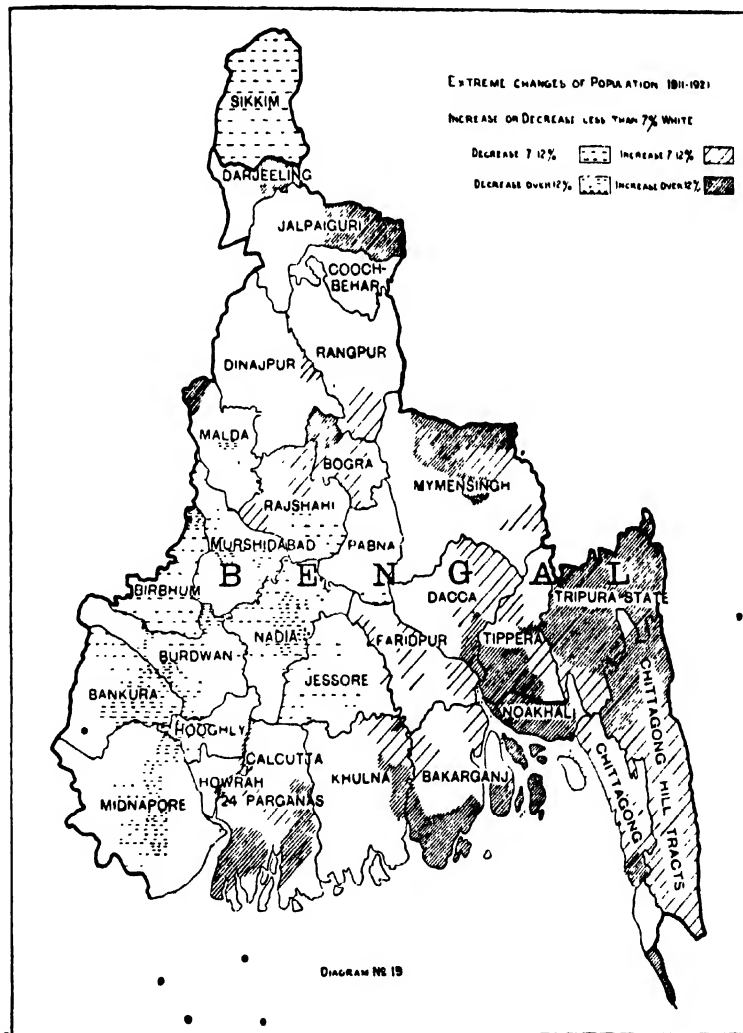 EXTREME CHANGES OF POPULATION 1911-1921
INCREASE OR DECREASE LESS THAN 7% WHITE
DECREASE 7 12% INCREASE 7 12%
DECREASE OVER 12% INCREASE OVER 12%
SIKKIM
DARJEELING
JALPAIGURI
COOCH-
BEHAR
DINAJPUR
RANGPUR
MALDA
BOGRA
MYMENSINGH
RAJSHAHI
MURSHIDABAD
PABNA
BENGAL
BIRBHUM
DACCA
TRIPURA STATE
NADIA
FARIDPUR
TIPPERA
BURDWAN
BANKURA
JESSORE
NOAKHALI
HOOGHLY
CALCUTTA
HOWRAH
24 PARGANAS
KHULNA
BAKARGANJ
MIDNAPORE
CHITTAGONG
CHITTAGONG HILL TRACTS
DIAGRAM NO 19